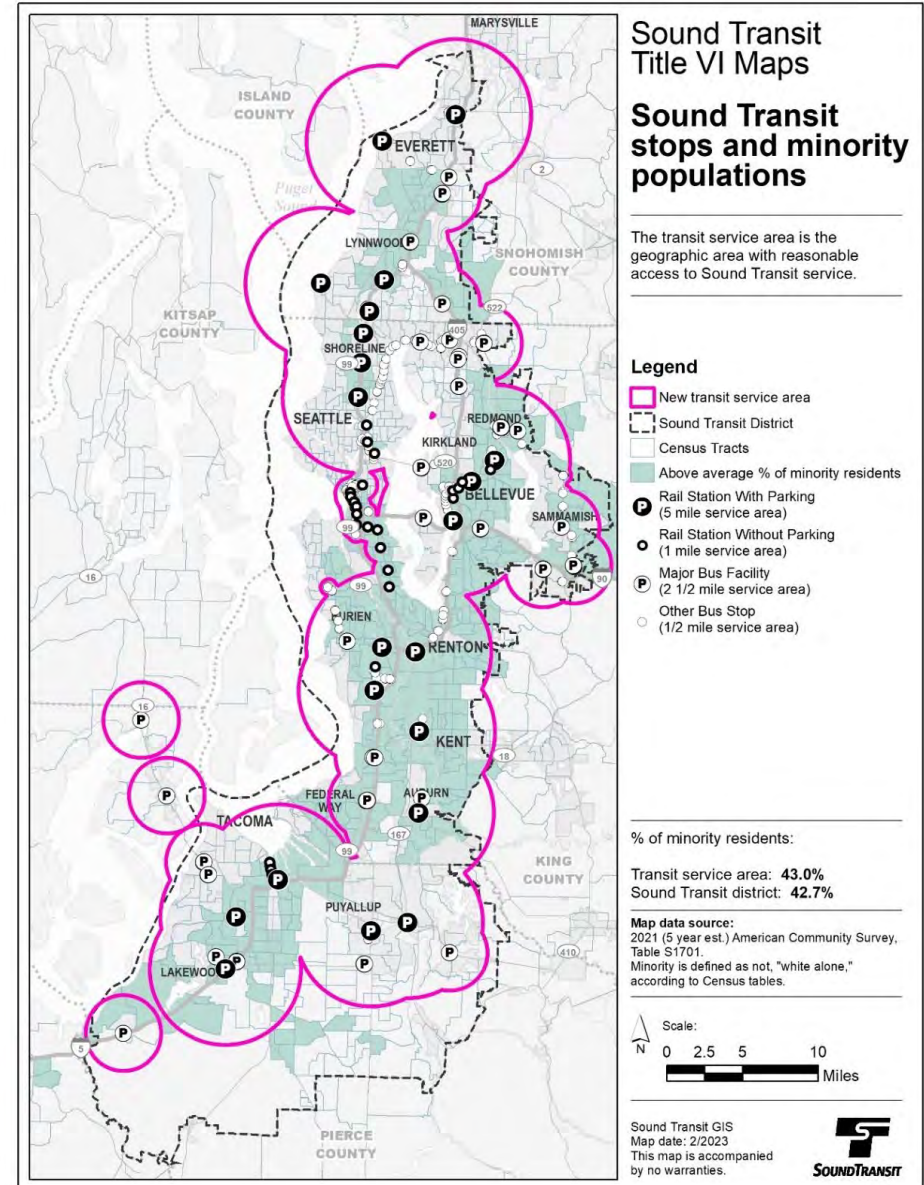 MARYSVILLE
ISLAND
COUNTY
EVERETT
2
Puget
Sound
LYNNWOOD
SNOHOMISH
COUNTY
KITSAP
COUNTY
522
405
SHORELINE
99
SEATTLE
REDMOND
KIRKLAND
520
BELLEVUE
SAMMAMISH
99
90
16
99
BURIEN
RENTON
16
KENT
18
FEDERAL
WAY
AUBURN
TACOMA
167
99
KING
COUNTY
PUYALLUP
410
LAKEWOOD
5
PIERCE
COUNTY
P
Sound Transit
Title VI Maps
Sound Transit
stops and minority
populations
The transit service area is the
geographic area with reasonable
access to Sound Transit service.
Legend
New transit service area
Sound Transit District
Census Tracts
Above average % of minority residents
P Rail Station With Parking
(5 mile service area)
Rail Station Without Parking
(1 mile service area)
P Major Bus Facility
(2 1/2 mile service area)
Other Bus Stop
(1/2 mile service area)
% of minority residents:
Transit service area: 43.0%
Sound Transit district: 42.7%
Map data source:
2021 (5 year est.) American Community Survey,
Table S1701.
Minority is defined as not, "white alone,"
according to Census tables.
N
Scale:
0 2.5 5 10
Miles
Sound Transit GIS
Map date: 2/2023
This map is accompanied
by no warranties.
SOUNDTRANSIT